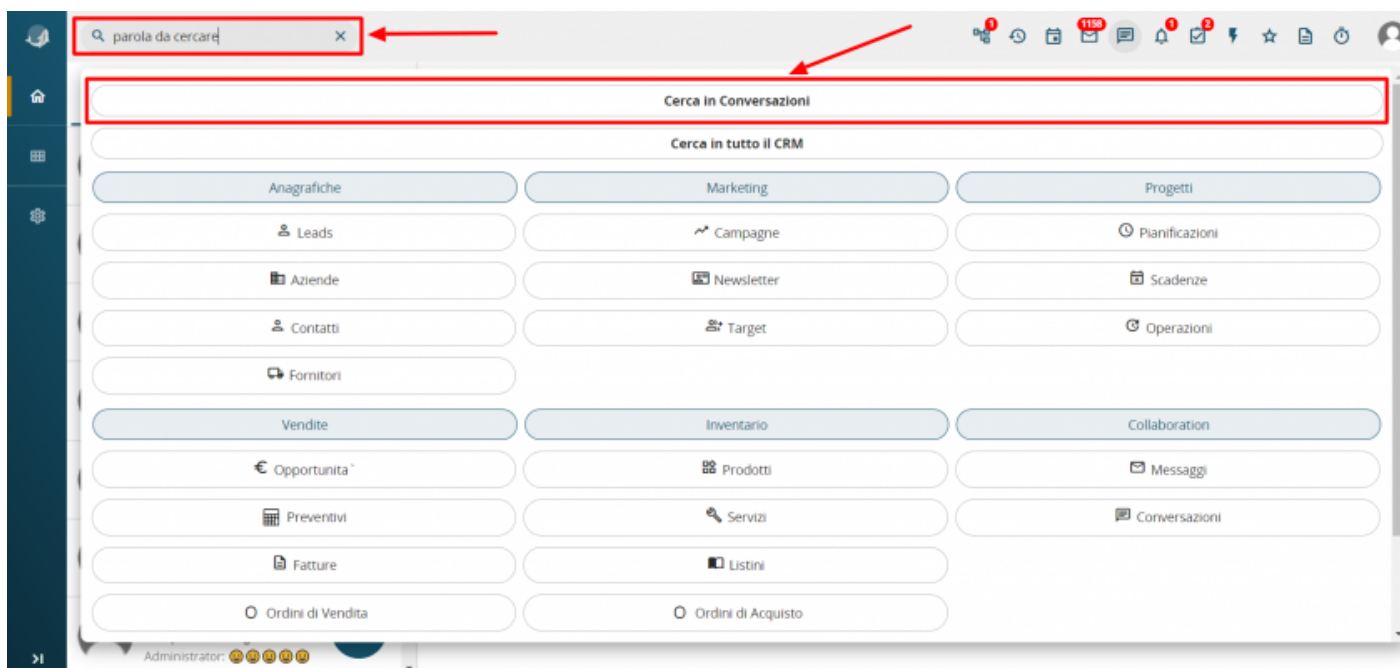 parola da cercare
1
1158
1
2
Cerca in Conversazioni
Cerca in tutto il CRM
Anagrafiche
Marketing
Progetti
Leads
Campagne
Pianificazioni
Aziende
Newsletter
Scadenze
Contatti
Target
Operazioni
Fornitori
Vendite
Inventario
Collaboration
Opportunita`
Prodotti
Messaggi
Preventivi
Servizi
Conversazioni
Fatture
Listini
Ordini di Vendita
Ordini di Acquisto
Administrator: 😩😩😩😩😩